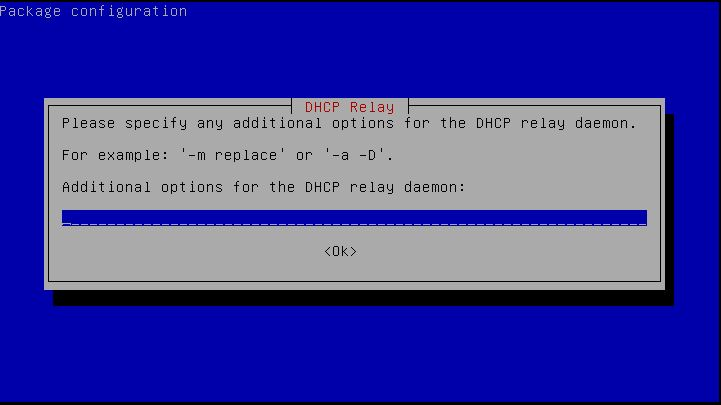 Package configuration
DHCP Relay
Please specify any additional options for the DHCP relay daemon.
For example: '-m replace' or '-a -D'.
Additional options for the DHCP relay daemon:
<Ok>